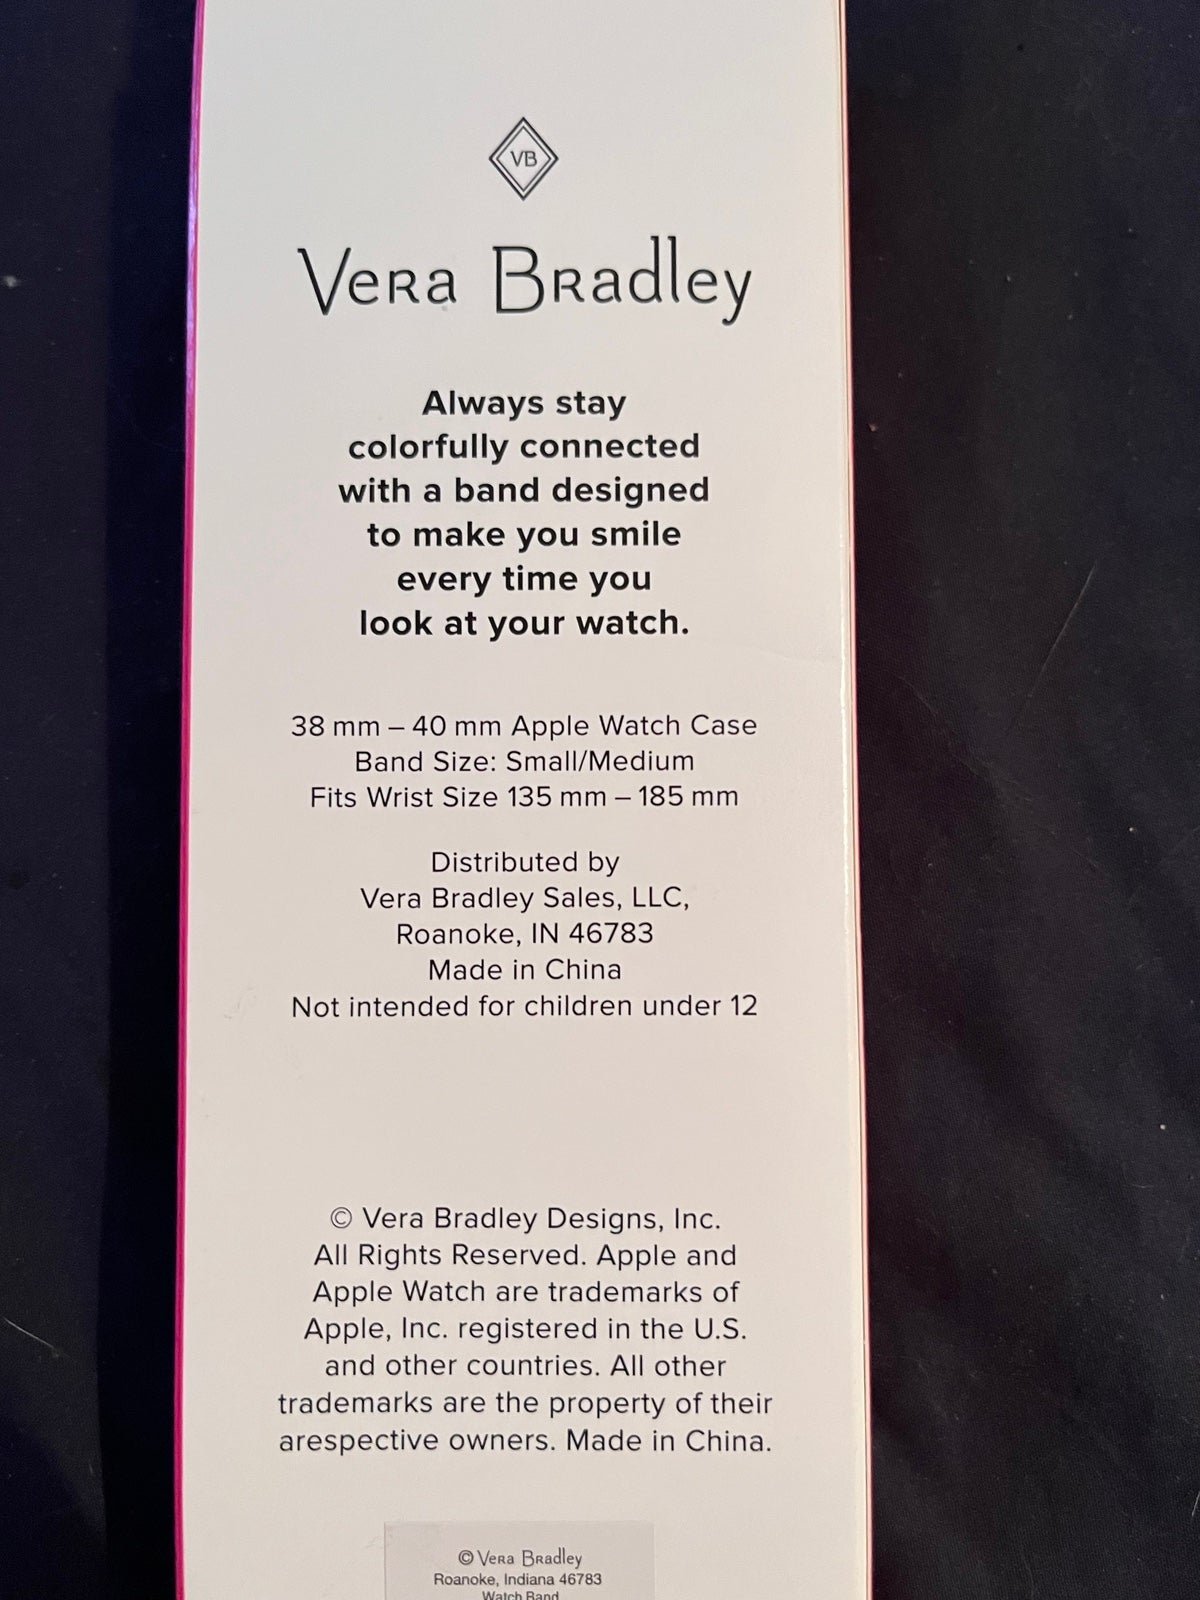 VB
Vera Bradley
Always stay
colorfully connected
with a band designed
to make you smile
every time you
look at your watch.
38 mm – 40 mm Apple Watch Case
Band Size: Small/Medium
Fits Wrist Size 135 mm – 185 mm
Distributed by
Vera Bradley Sales, LLC,
Roanoke, IN 46783
Made in China
Not intended for children under 12
© Vera Bradley Designs, Inc.
All Rights Reserved. Apple and
Apple Watch are trademarks of
Apple, Inc. registered in the U.S.
and other countries. All other
trademarks are the property of their
arespective owners. Made in China.
© Vera Bradley
Roanoke, Indiana 46783
Watch Band